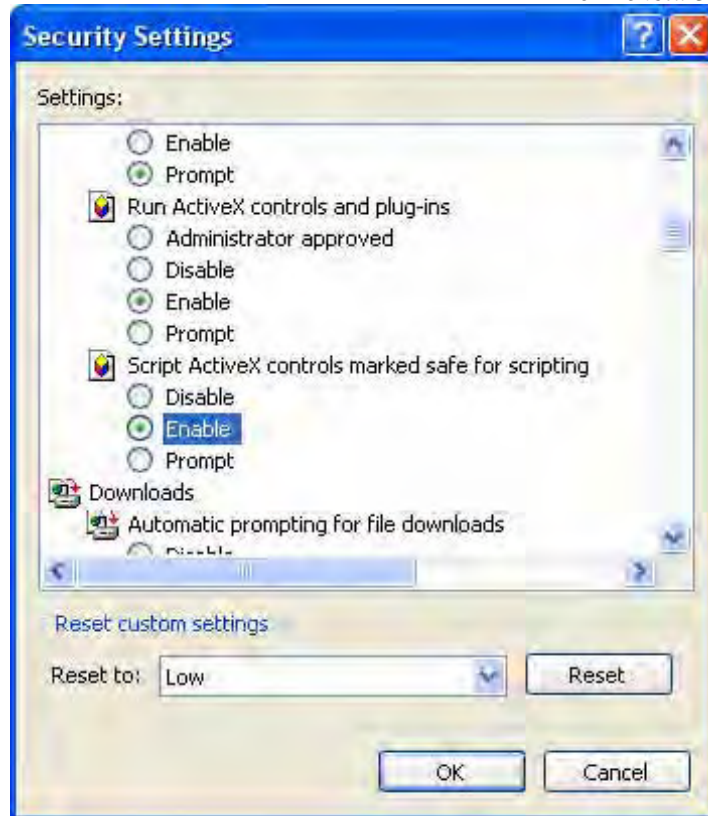 Security Settings
Settings:
Enable
Prompt
Run ActiveX controls and plug-ins
Administrator approved
Disable
Enable
Prompt
Script ActiveX controls marked safe for scripting
Disable
Enable
Prompt
Downloads
Automatic prompting for file downloads
Reset custom settings
Reset to: Low Reset
OK Cancel